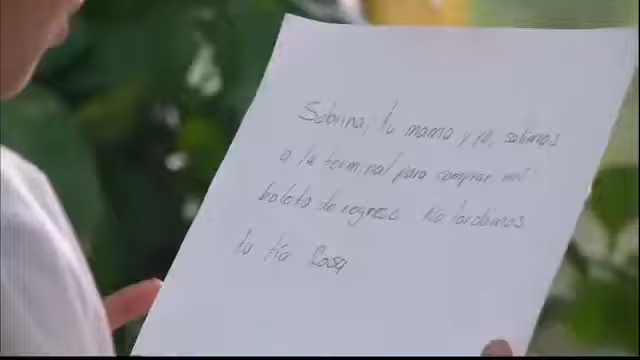 Sabrina, tu mama y yo, salimos
a la terminal para comprar mi
boleto de regreso. No tardamos
tu tía Rosa